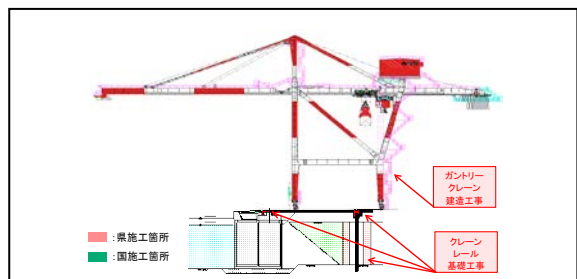 ガントリー
クレーン
建造工事
クレーン
レール
基礎工事
:県施工箇所
:国施工箇所